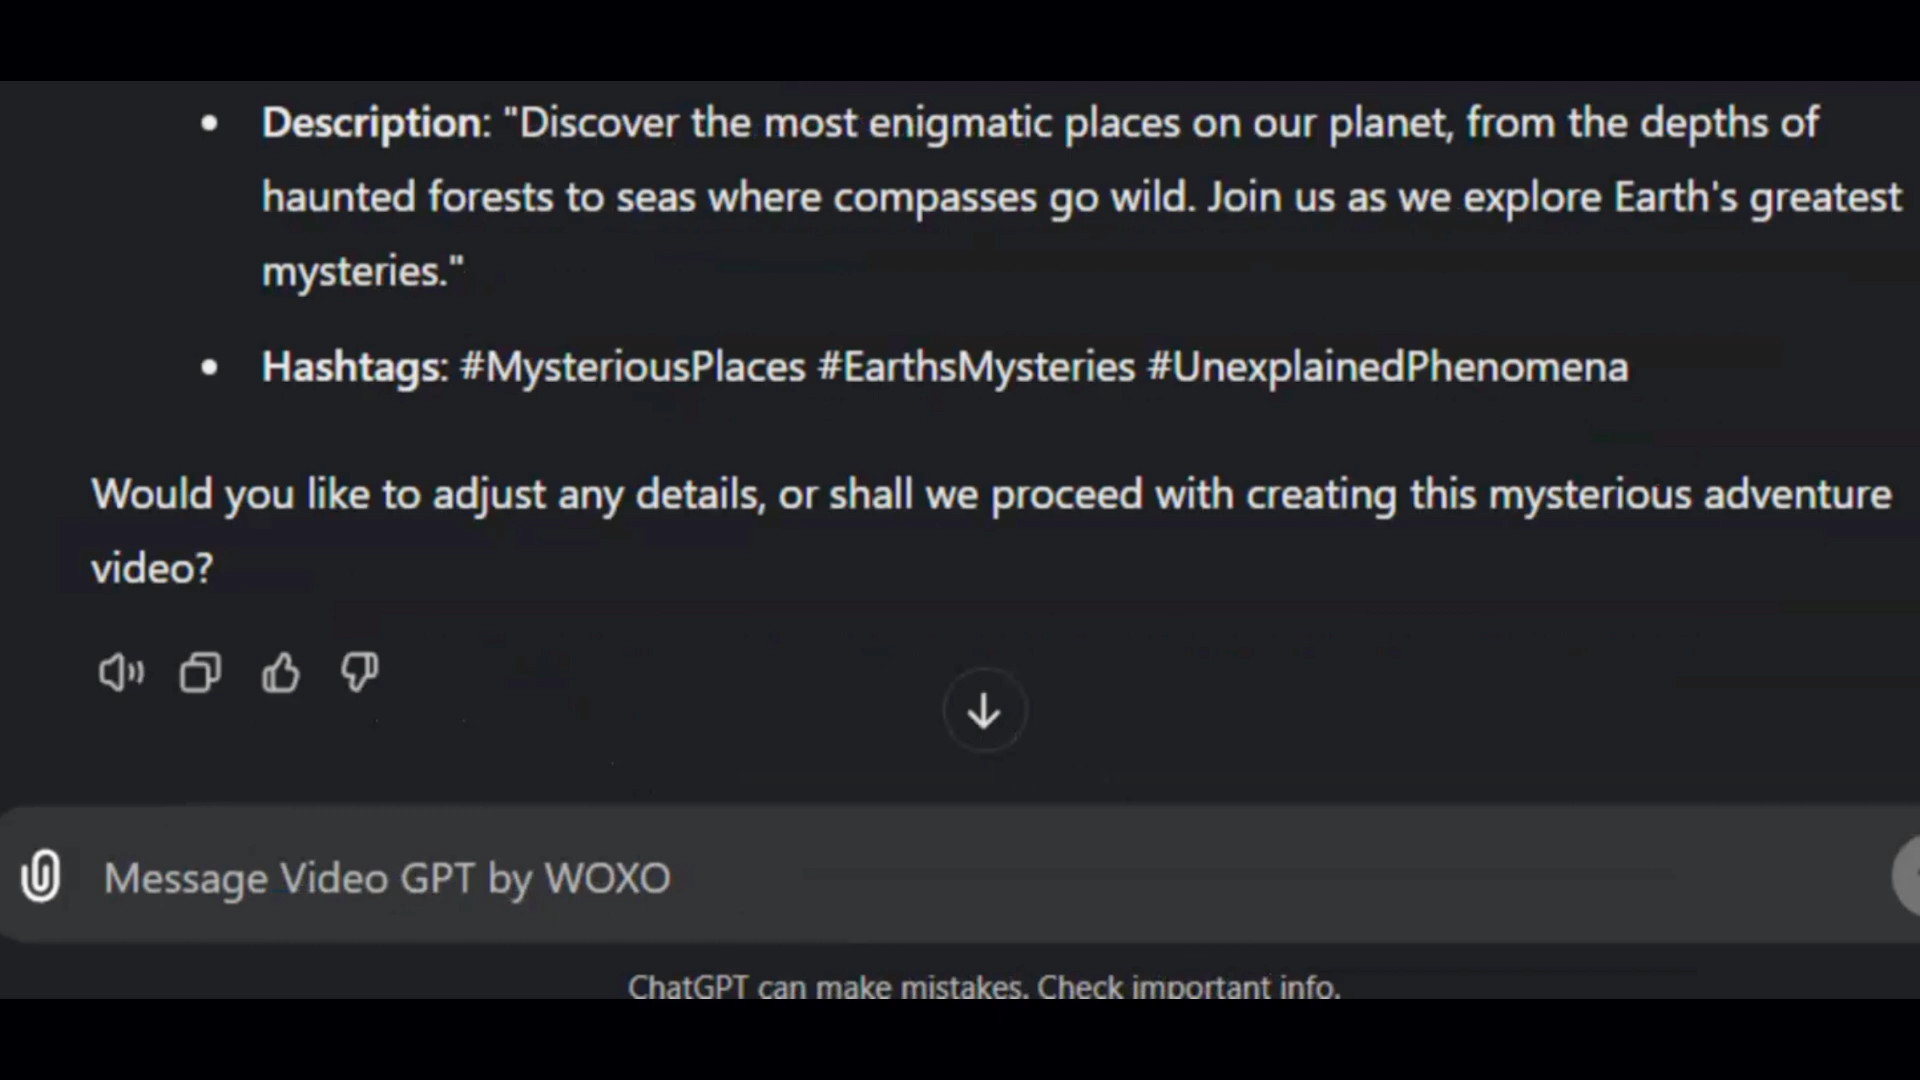 • Description: "Discover the most enigmatic places on our planet, from the depths of
haunted forests to seas where compasses go wild. Join us as we explore Earth's greatest
mysteries."
• Hashtags: #MysteriousPlaces #EarthsMysteries #UnexplainedPhenomena
Would you like to adjust any details, or shall we proceed with creating this mysterious adventure
video?
Message Video GPT by WOXO
ChatGPT can make mistakes. Check important info.